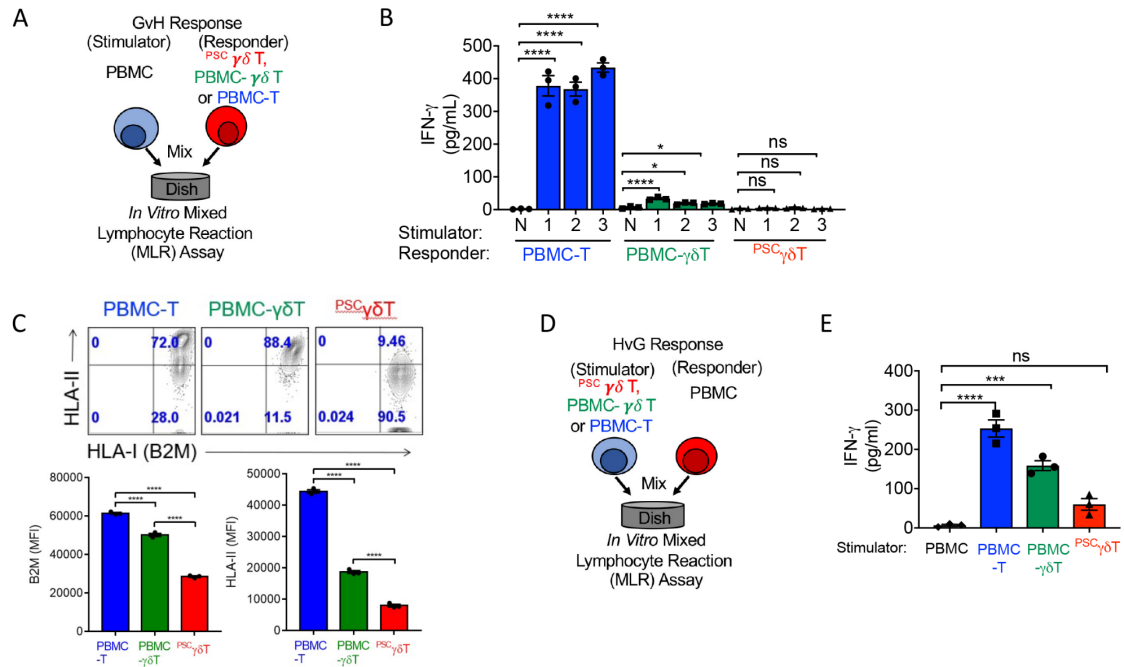 A
GvH Response
(Stimulator)
(Responder)
PBMC
PSC γδ T,
PBMC- γδ T
or PBMC-T
Mix
Dish
In Vitro Mixed
Lymphocyte Reaction
(MLR) Assay
B
IFN-γ
(pg/mL)
500
400
300
200
100
0
****
****
****
*
*
****
ns
ns
ns
Stimulator:
N 1 2 3 N 1 2 3 N 1 2 3
Responder:
PBMC-T
PBMC-γδT
PSCγδT
C
PBMC-T
PBMC-γδT
PSCγδT
HLA-II
0 72.0
0 28.0
0 88.4
0.021 11.5
0 9.46
0.024 90.5
HLA-I (B2M)
B2M (MFI)
80000
60000
40000
20000
0
****
****
****
PBMC
-T
PBMC
-γδT
PSCγδT
HLA-II (MFI)
50000
40000
30000
20000
10000
0
****
****
****
PBMC
-T
PBMC
-γδT
PSCγδT
D
HvG Response
(Stimulator)
(Responder)
PSC γδ T,
PBMC- γδ T
or PBMC-T
PBMC
Mix
Dish
In Vitro Mixed
Lymphocyte Reaction
(MLR) Assay
E
IFN-γ
(pg/ml)
400
300
200
100
0
ns
***
****
Stimulator:
PBMC
PBMC
-T
PBMC
-γδT
PSCγδT